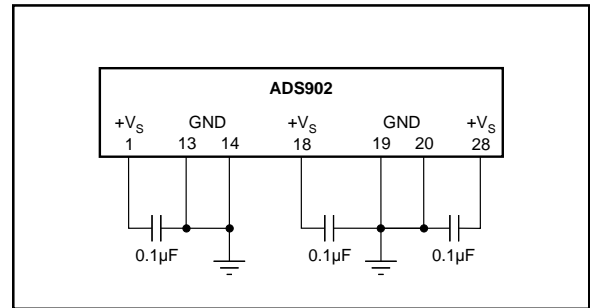 ADS902
+VS GND +VS GND +VS
1 13 14 18 19 20 28
0.1µF 0.1µF 0.1µF